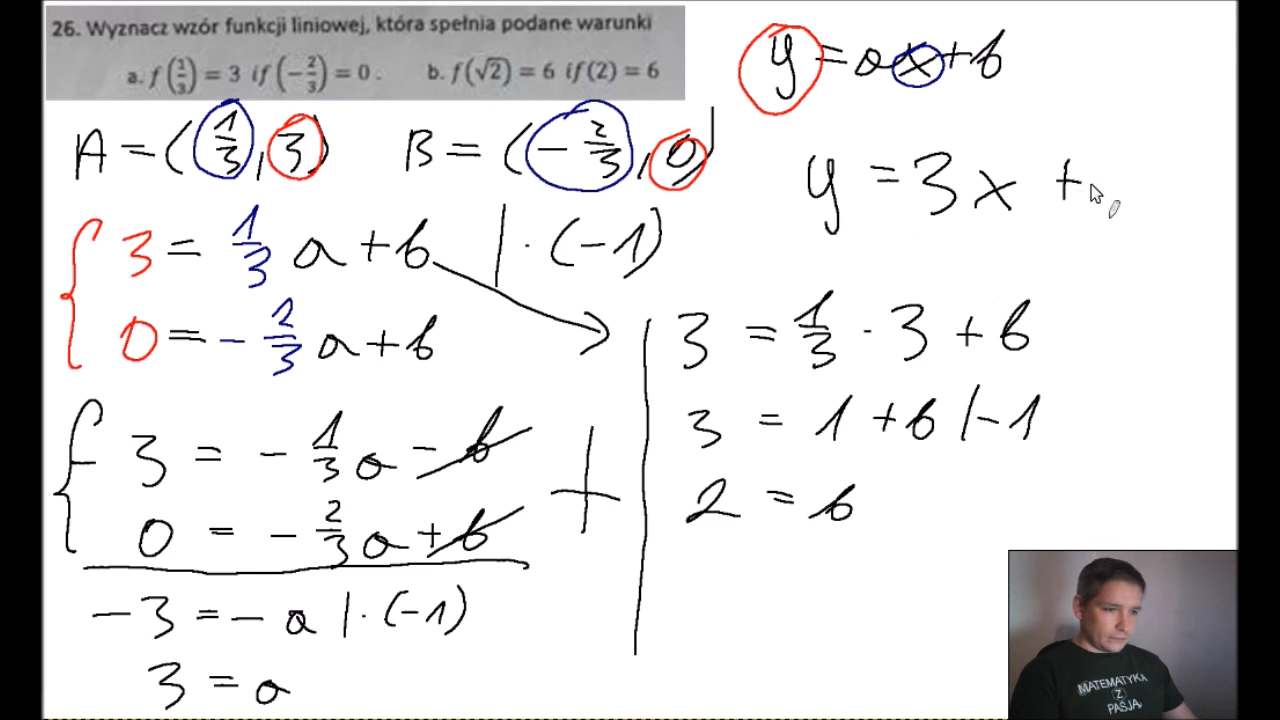 26. Wyznacz wzór funkcji liniowej, która spełnia podane warunki
a. f(1/3) = 3 i f(-2/3) = 0. b. f(√2) = 6 i f(2) = 6
y = ax + b
A = (1/3, 3) B = (-2/3, 0)
y = 3x +
3 = 1/3 a + b | · (-1)
0 = - 2/3 a + b
3 = 1/3 · 3 + b
3 = 1 + b | -1
2 = b
- 3 = - 1/3 a - b
0 = - 2/3 a + b
+
-3 = - a | · (-1)
3 = a
MATEMATYKA
Z
PASJĄ